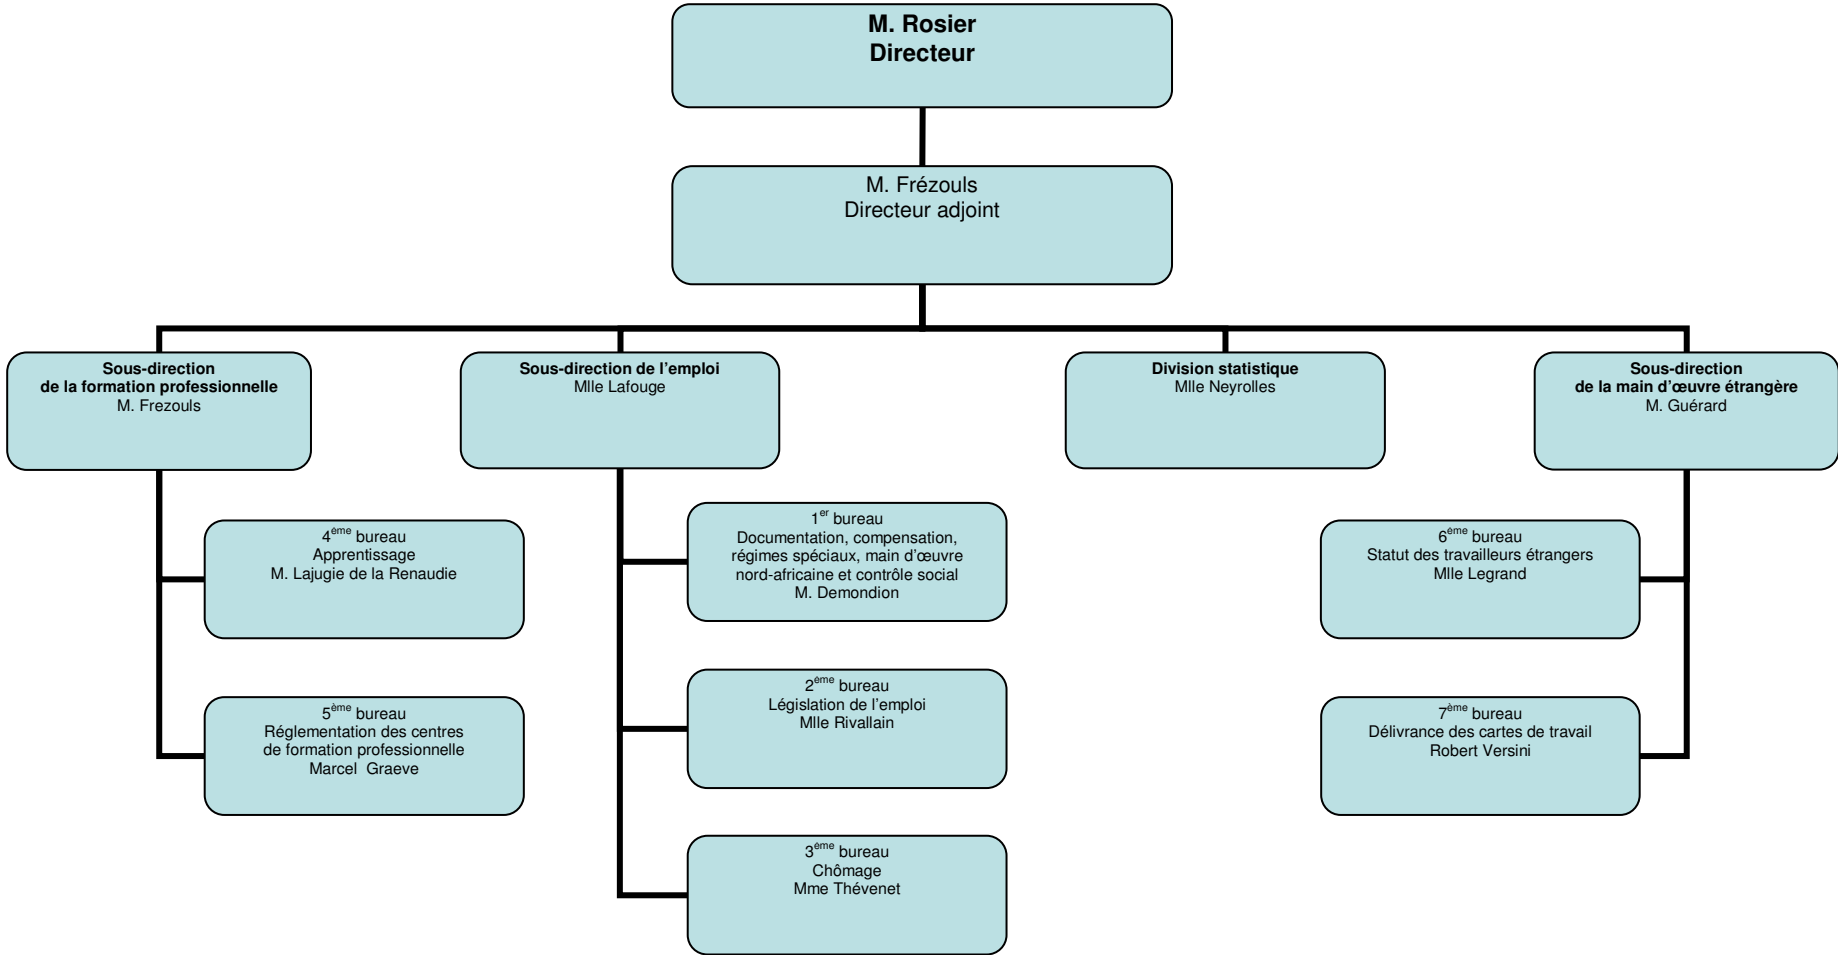 M. Rosier
Directeur
M. Frézouls
Directeur adjoint
Sous-direction
de la formation professionnelle
M. Frezouls
Sous-direction de l'emploi
Mlle Lafouge
Division statistique
Mlle Neyrolles
Sous-direction
de la main d'œuvre étrangère
M. Guérard
4ème bureau
Apprentissage
M. Lajugie de la Renaudie
5ème bureau
Réglementation des centres
de formation professionnelle
Marcel Graeve
1er bureau
Documentation, compensation,
régimes spéciaux, main d'œuvre
nord-africaine et contrôle social
M. Demondion
2ème bureau
Législation de l'emploi
Mlle Rivallain
3ème bureau
Chômage
Mme Thévenet
6ème bureau
Statut des travailleurs étrangers
Mlle Legrand
7ème bureau
Délivrance des cartes de travail
Robert Versini